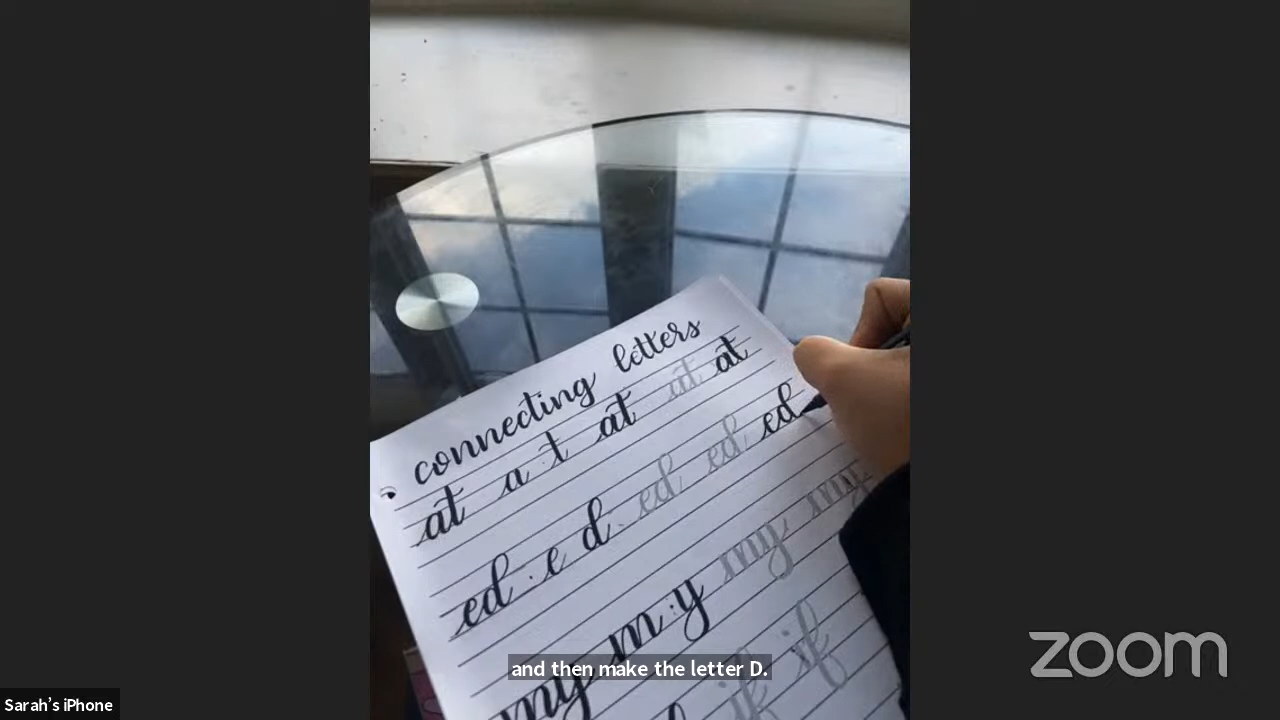 connecting letters
at a t at at at
ed · e d · ed ed ed
my m · y my my
if if
and then make the letter D.
Sarah's iPhone
zoom